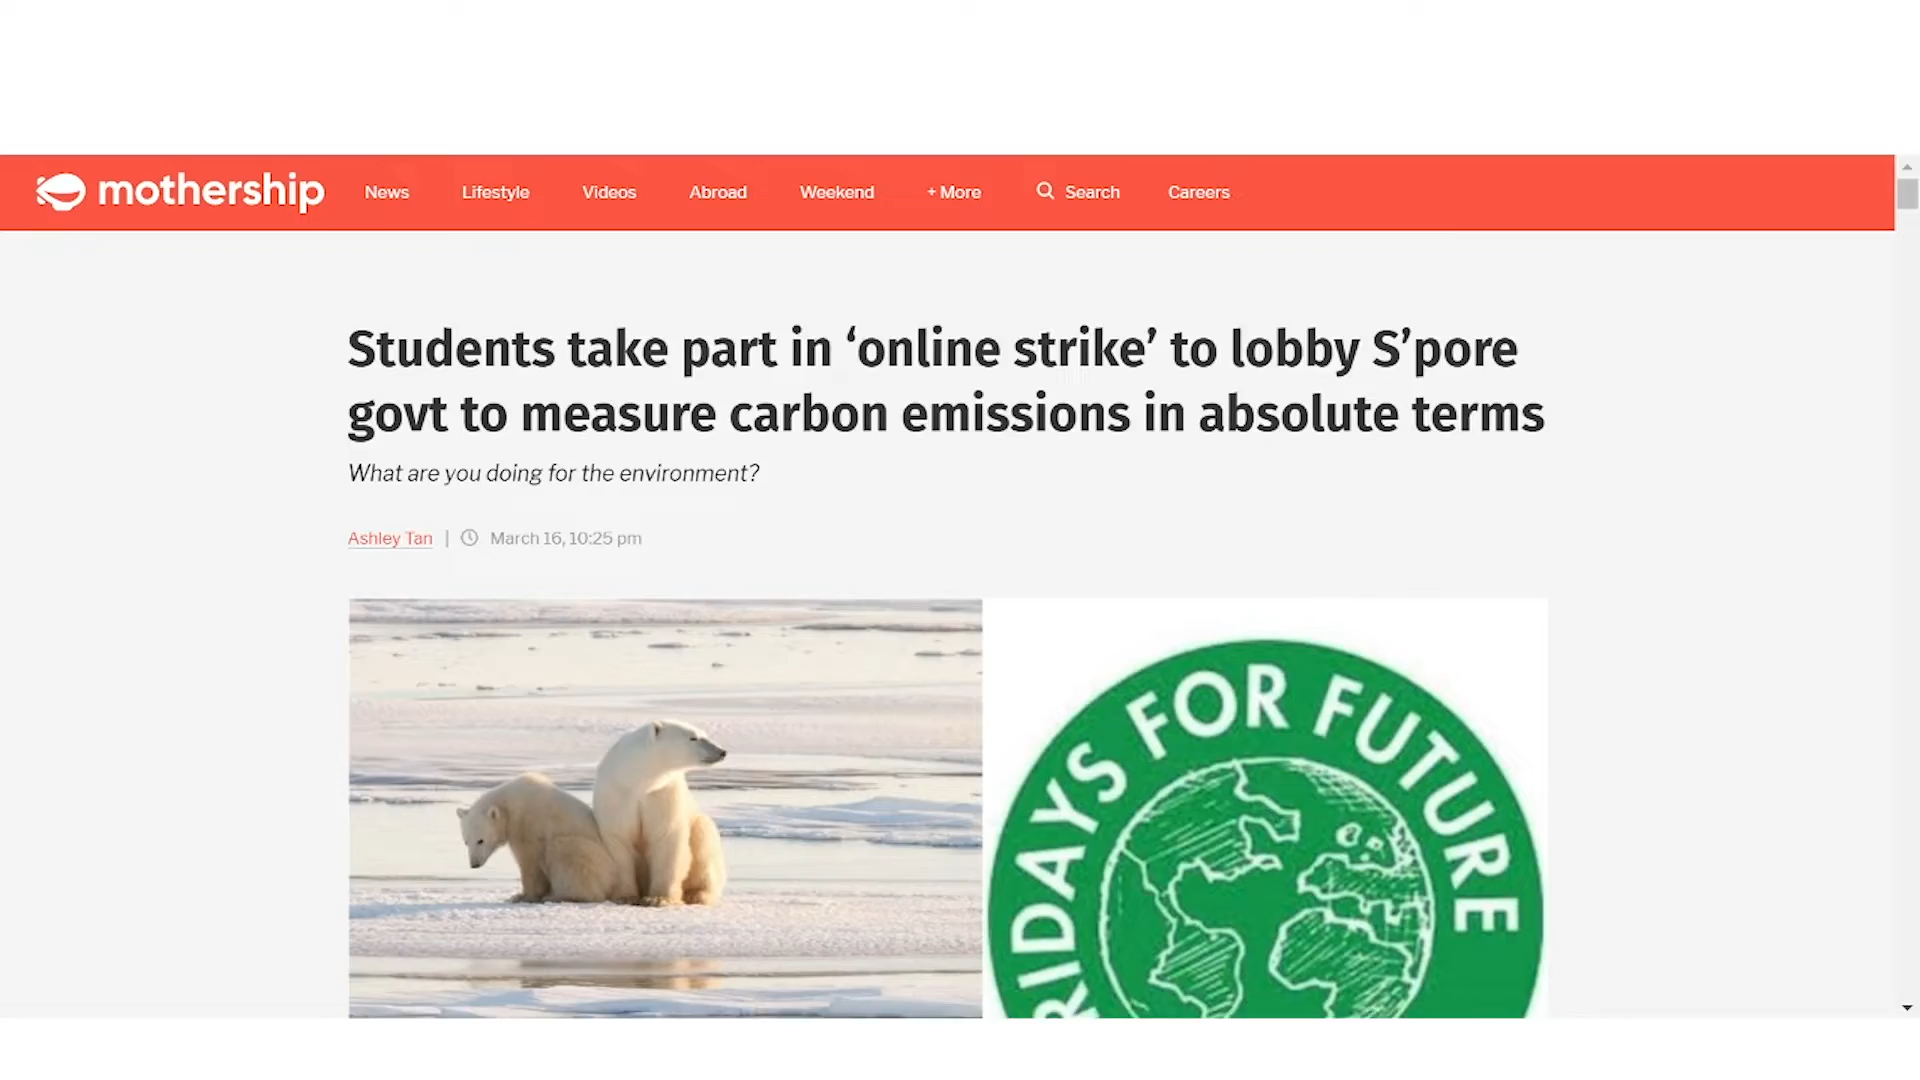 mothership News Lifestyle Videos Abroad Weekend + More Search Careers
Students take part in ‘online strike’ to lobby S’pore
govt to measure carbon emissions in absolute terms
What are you doing for the environment?
Ashley Tan | March 16, 10:25 pm
RIDAYS FOR FUTURE